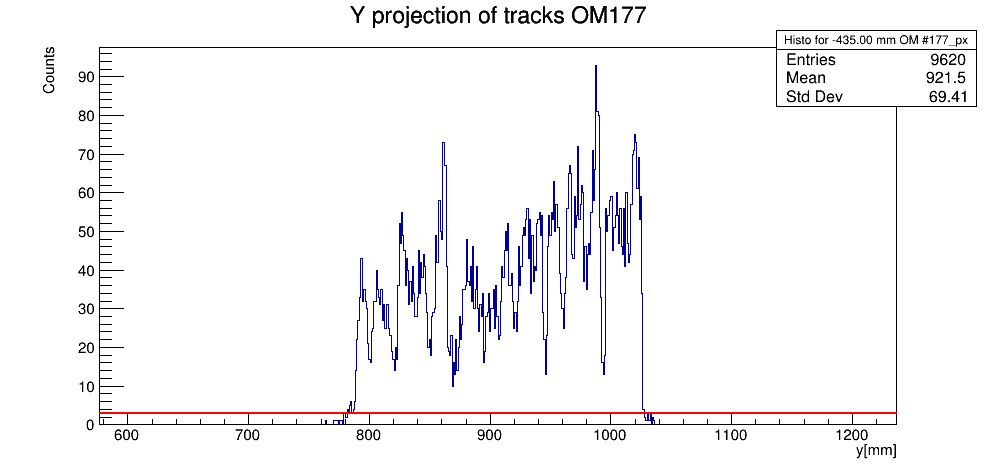 Y projection of tracks OM177
Histo for -435.00 mm OM #177_px
Entries 9620
Mean 921.5
Std Dev 69.41
Counts
90
80
70
60
50
40
30
20
10
0
600 700 800 900 1000 1100 1200
y[mm]